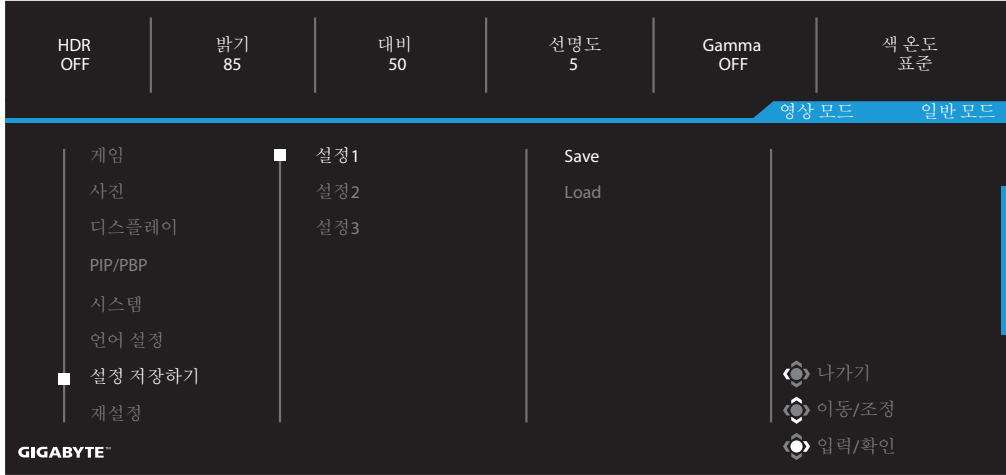 HDR
OFF
밝기
85
대비
50
선명도
5
Gamma
OFF
색 온도
표준
영상 모드 일반 모드
게임
사진
디스플레이
PIP/PBP
시스템
언어 설정
설정 저장하기
재설정
설정1
설정2
설정3
Save
Load
나가기
이동/조정
입력/확인
GIGABYTE™